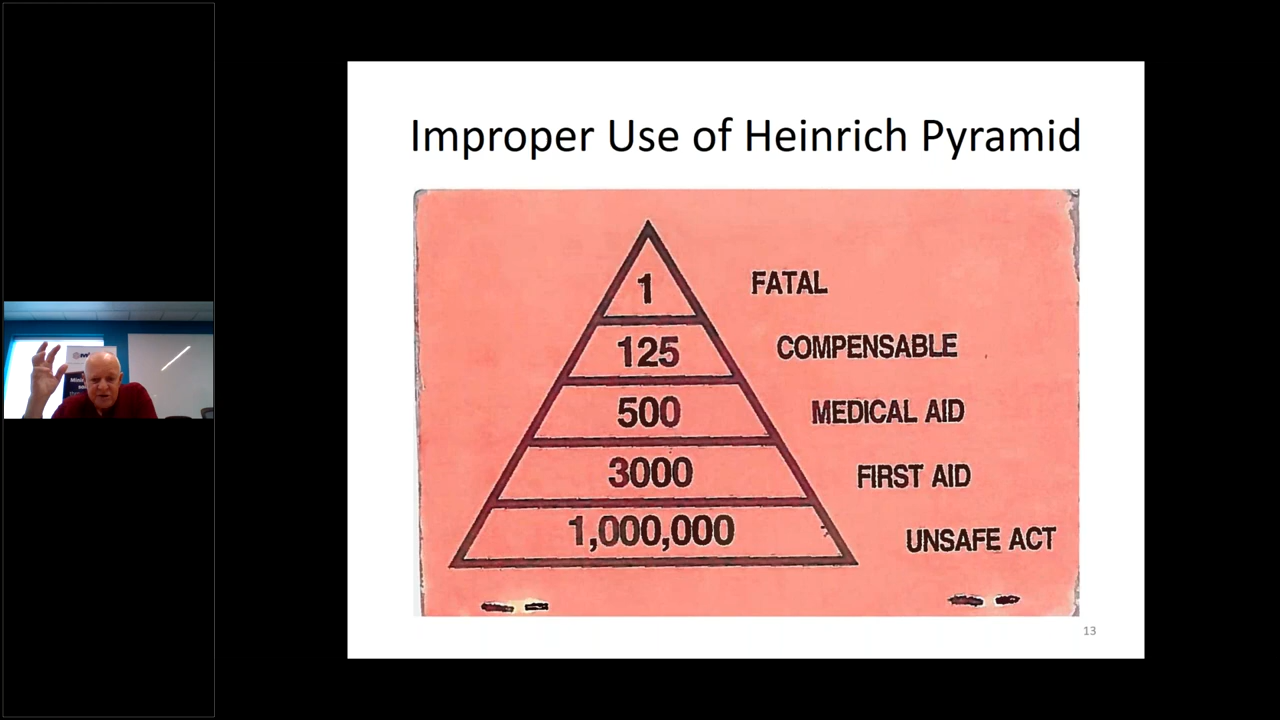 Improper Use of Heinrich Pyramid
1 FATAL
125 COMPENSABLE
500 MEDICAL AID
3000 FIRST AID
1,000,000 UNSAFE ACT
13